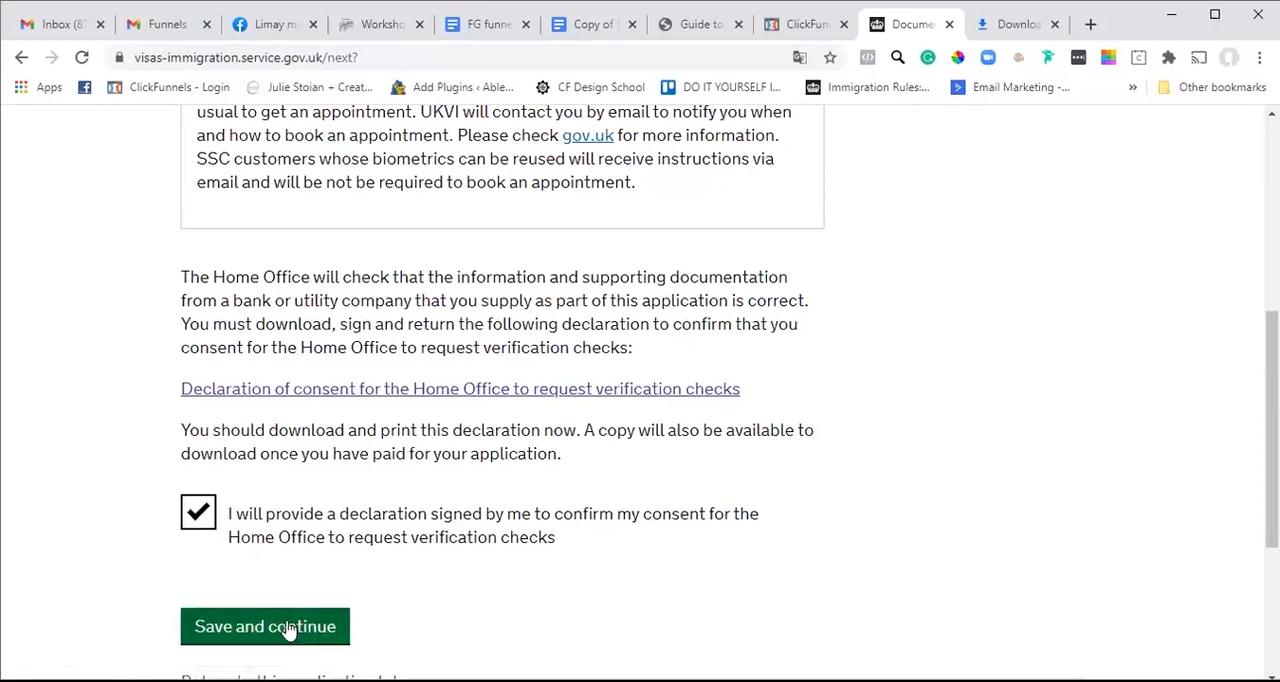 Inbox (8
Funnels -
Limay m
Worksho
FG funne
Copy of
Guide to
ClickFun
Docume
Downloa
visas-immigration.service.gov.uk/next?
Apps
ClickFunnels - Login
Julie Stoian + Creat...
Add Plugins ‹ Able...
CF Design School
DO IT YOURSELF I...
Immigration Rules:...
Email Marketing -...
»
Other bookmarks
usual to get an appointment. UKVI will contact you by email to notify you when
and how to book an appointment. Please check gov.uk for more information.
SSC customers whose biometrics can be reused will receive instructions via
email and will be not be required to book an appointment.
The Home Office will check that the information and supporting documentation
from a bank or utility company that you supply as part of this application is correct.
You must download, sign and return the following declaration to confirm that you
consent for the Home Office to request verification checks:
Declaration of consent for the Home Office to request verification checks
You should download and print this declaration now. A copy will also be available to
download once you have paid for your application.
I will provide a declaration signed by me to confirm my consent for the
Home Office to request verification checks
Save and continue